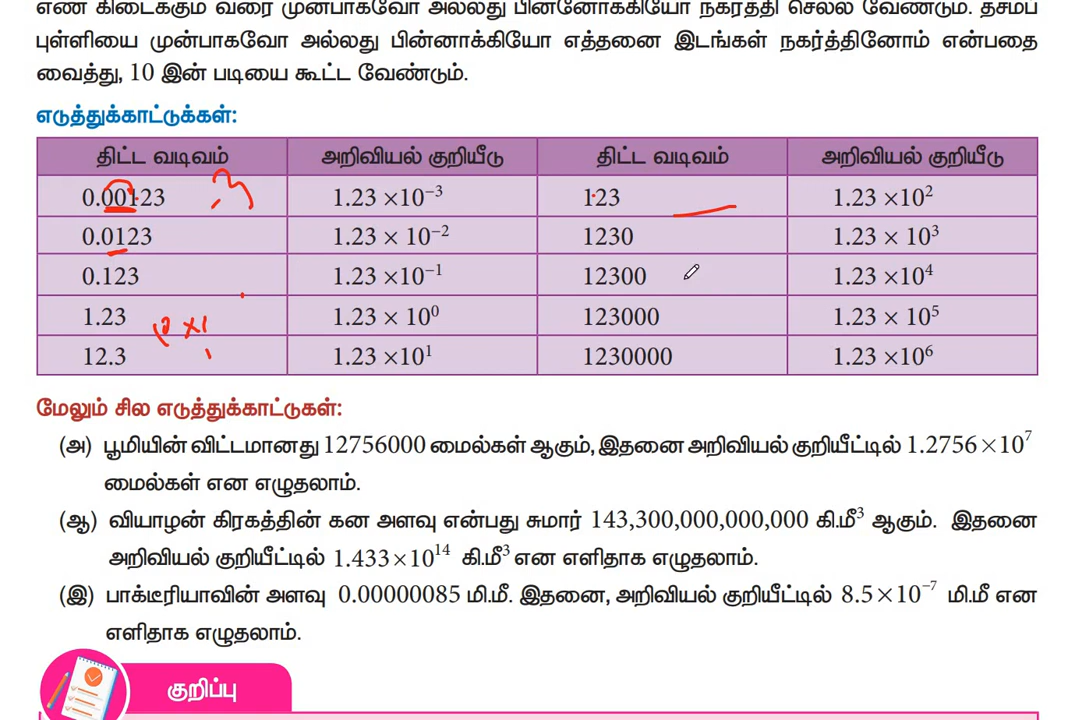 எண் கிடைக்கும் வரை முன்பாகவோ அல்லது பின்னோக்கியோ நகர்த்தி செல்ல வேண்டும். தசமப்
புள்ளியை முன்பாகவோ அல்லது பின்னாக்கியோ எத்தனை இடங்கள் நகர்த்தினோம் என்பதை
வைத்து, 10 இன் படியை கூட்ட வேண்டும்.
எடுத்துக்காட்டுக்கள்:
திட்ட வடிவம் அறிவியல் குறியீடு திட்ட வடிவம் அறிவியல் குறியீடு
0.00123 1.23 ×10⁻³ 123 1.23 ×10²
0.0123 1.23 × 10⁻² 1230 1.23 × 10³
0.123 1.23 ×10⁻¹ 12300 1.23 ×10⁴
1.23 1.23 × 10⁰ 123000 1.23 × 10⁵
12.3 1.23 ×10¹ 1230000 1.23 ×10⁶
மேலும் சில எடுத்துக்காட்டுகள்:
(அ) பூமியின் விட்டமானது 12756000 மைல்கள் ஆகும், இதனை அறிவியல் குறியீட்டில் 1.2756×10⁷
மைல்கள் என எழுதலாம்.
(ஆ) வியாழன் கிரகத்தின் கன அளவு என்பது சுமார் 143,300,000,000,000 கி.மீ³ ஆகும். இதனை
அறிவியல் குறியீட்டில் 1.433×10¹⁴ கி.மீ³ என எளிதாக எழுதலாம்.
(இ) பாக்டீரியாவின் அளவு 0.00000085 மி.மீ. இதனை, அறிவியல் குறியீட்டில் 8.5×10⁻⁷ மி.மீ என
எளிதாக எழுதலாம்.
குறிப்பு